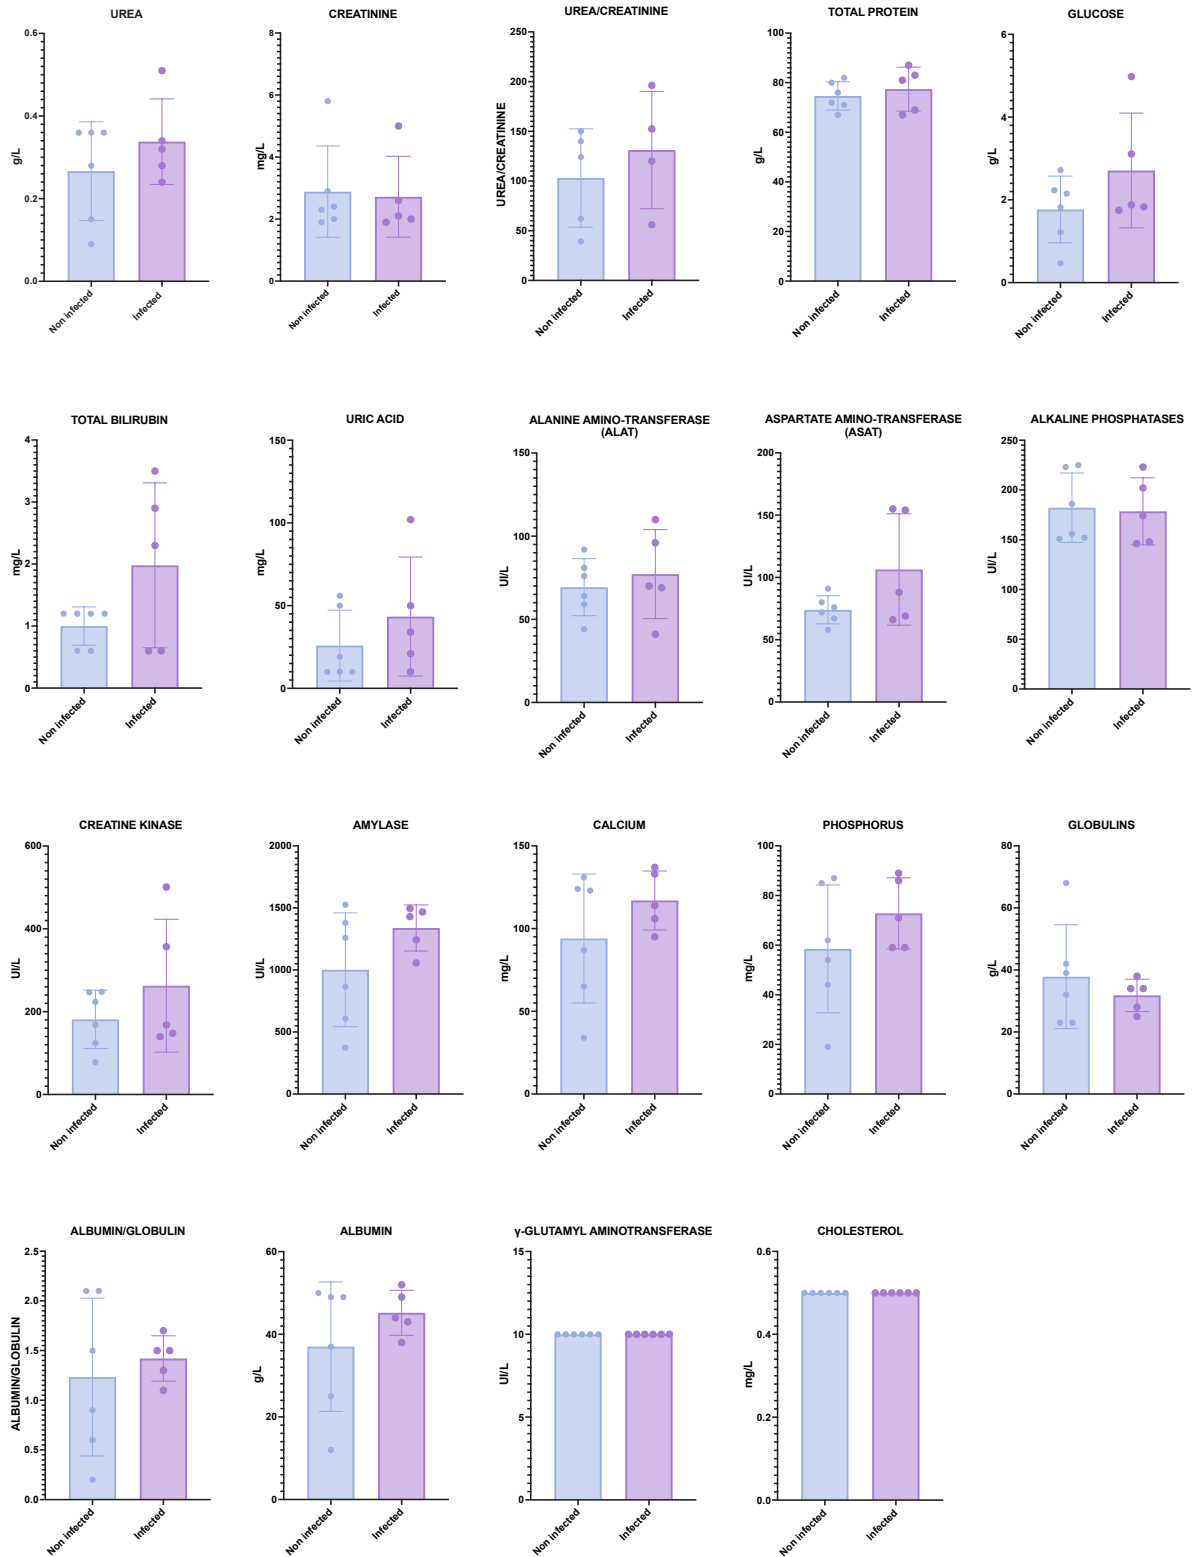 UREA
0.6
0.4
0.2
0.0
g/L
Non infected
Infected
CREATININE
8
6
4
2
0
mg/L
Non infected
Infected
UREA/CREATININE
250
200
150
100
50
0
UREA/CREATININE
Non infected
Infected
TOTAL PROTEIN
100
80
60
40
20
0
g/L
Non infected
Infected
GLUCOSE
6
4
2
0
g/L
Non infected
Infected
TOTAL BILIRUBIN
4
3
2
1
0
mg/L
Non infected
Infected
URIC ACID
150
100
50
0
mg/L
Non infected
Infected
ALANINE AMINO-TRANSFERASE
(ALAT)
150
100
50
0
UI/L
Non infected
Infected
ASPARTATE AMINO-TRANSFERASE
(ASAT)
200
150
100
50
0
UI/L
Non infected
Infected
ALKALINE PHOSPHATASES
250
200
150
100
50
0
UI/L
Non infected
Infected
CREATINE KINASE
600
400
200
0
UI/L
Non infected
Infected
AMYLASE
2000
1500
1000
500
0
UI/L
Non infected
Infected
CALCIUM
150
100
50
0
mg/L
Non infected
Infected
PHOSPHORUS
100
80
60
40
20
0
mg/L
Non infected
Infected
GLOBULINS
80
60
40
20
0
g/L
Non infected
Infected
ALBUMIN/GLOBULIN
2.5
2.0
1.5
1.0
0.5
0.0
ALBUMIN/GLOBULIN
Non infected
Infected
ALBUMIN
60
40
20
0
g/L
Non infected
Infected
γ-GLUTAMYL AMINOTRANSFERASE
15
10
5
0
UI/L
Non infected
Infected
CHOLESTEROL
0.6
0.4
0.2
0.0
mg/L
Non infected
Infected